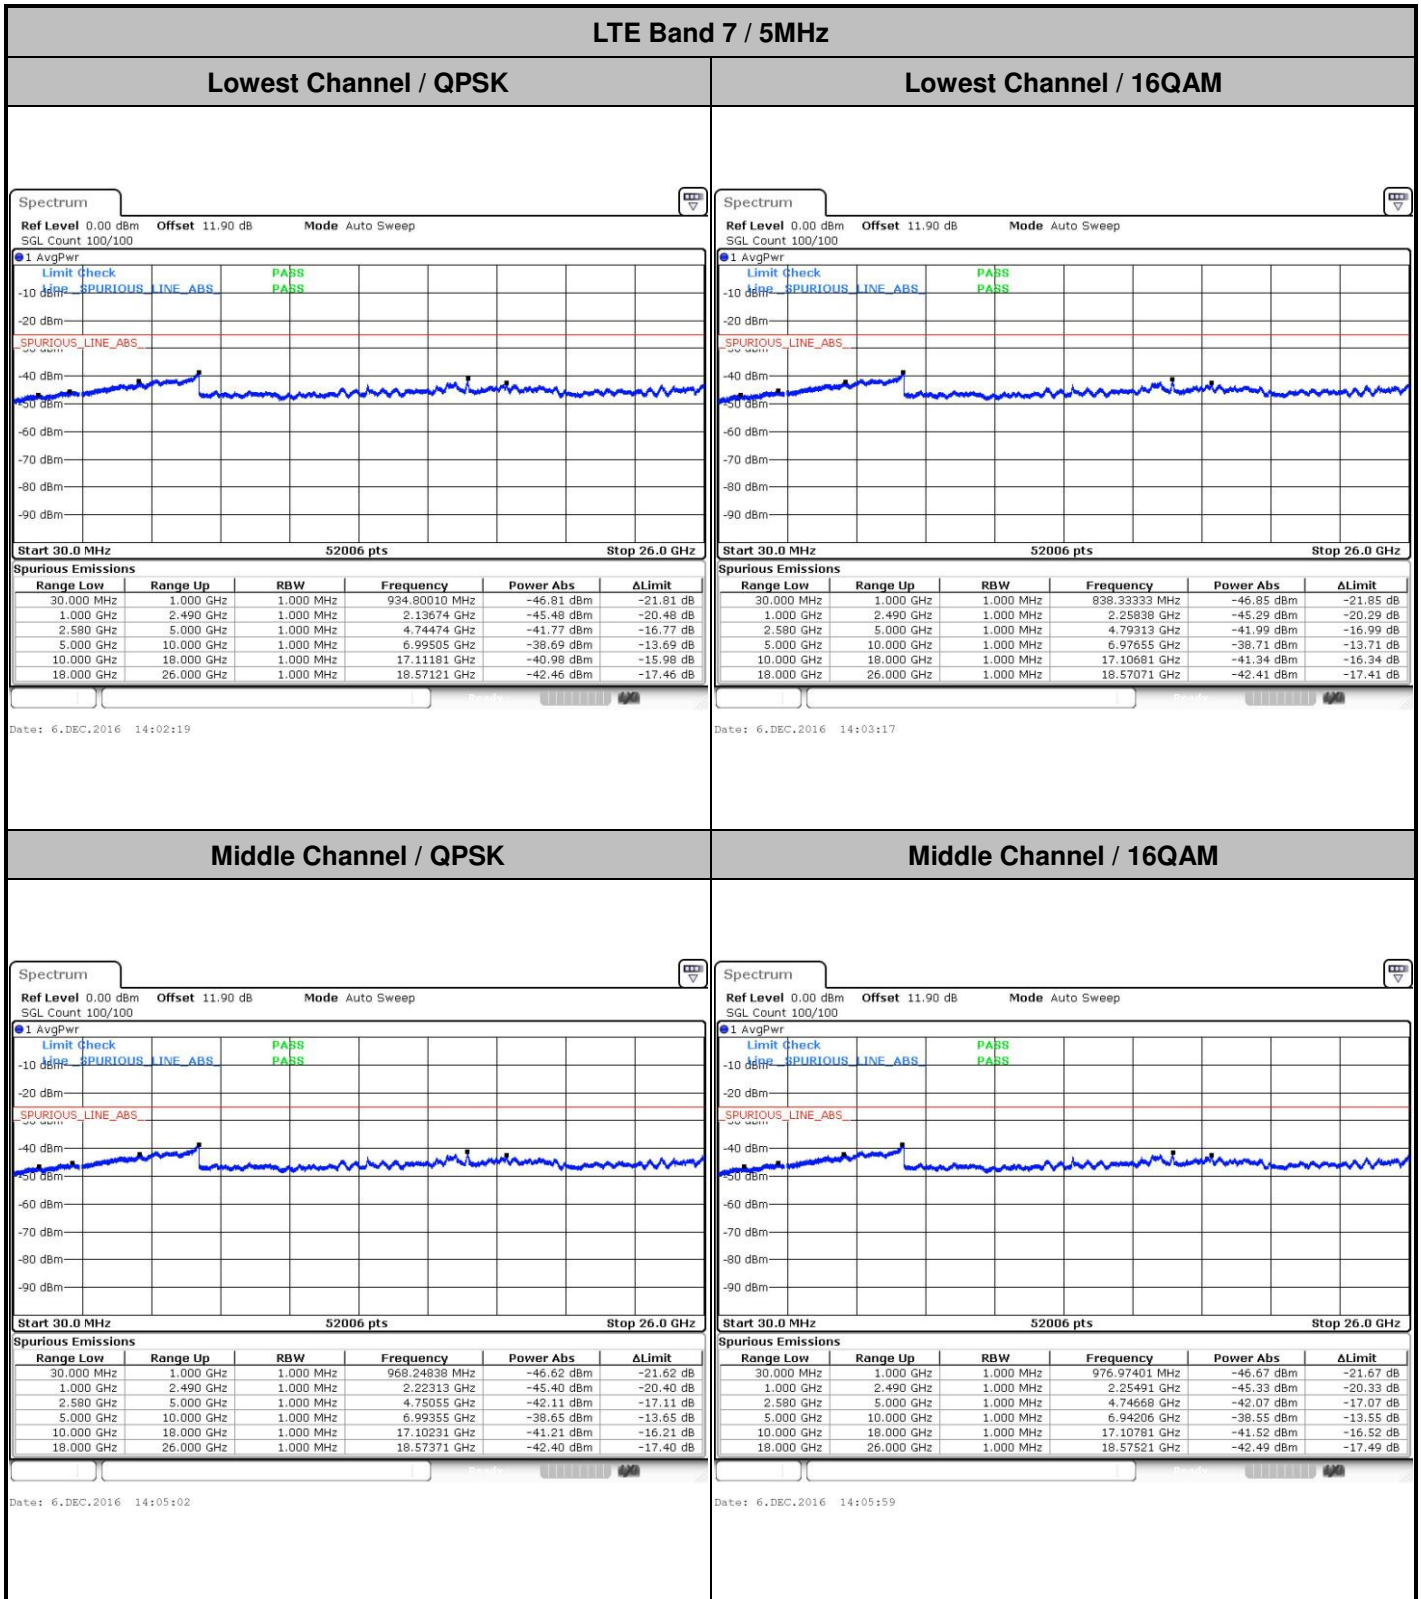 LTE Band 7 / 5MHz
Lowest Channel / QPSK
Lowest Channel / 16QAM
Spectrum
Ref Level 0.00 dBm Offset 11.90 dB Mode Auto Sweep
SGL Count 100/100
1 AvgPwr
Limit Check PASS
-10 dBm Line _SPURIOUS_LINE_ABS_ PASS
-20 dBm
_SPURIOUS_LINE_ABS_
-30 dBm
-40 dBm
-50 dBm
-60 dBm
-70 dBm
-80 dBm
-90 dBm
Start 30.0 MHz 52006 pts Stop 26.0 GHz
Spurious Emissions
Range Low Range Up RBW Frequency Power Abs ΔLimit
30.000 MHz 1.000 GHz 1.000 MHz 934.80010 MHz -46.81 dBm -21.81 dB
1.000 GHz 2.490 GHz 1.000 MHz 2.13674 GHz -45.48 dBm -20.48 dB
2.580 GHz 5.000 GHz 1.000 MHz 4.74474 GHz -41.77 dBm -16.77 dB
5.000 GHz 10.000 GHz 1.000 MHz 6.99505 GHz -38.69 dBm -13.69 dB
10.000 GHz 18.000 GHz 1.000 MHz 17.11181 GHz -40.98 dBm -15.98 dB
18.000 GHz 26.000 GHz 1.000 MHz 18.57121 GHz -42.46 dBm -17.46 dB
Date: 6.DEC.2016 14:02:19
Spectrum
Ref Level 0.00 dBm Offset 11.90 dB Mode Auto Sweep
SGL Count 100/100
1 AvgPwr
Limit Check PASS
-10 dBm Line _SPURIOUS_LINE_ABS_ PASS
-20 dBm
_SPURIOUS_LINE_ABS_
-30 dBm
-40 dBm
-50 dBm
-60 dBm
-70 dBm
-80 dBm
-90 dBm
Start 30.0 MHz 52006 pts Stop 26.0 GHz
Spurious Emissions
Range Low Range Up RBW Frequency Power Abs ΔLimit
30.000 MHz 1.000 GHz 1.000 MHz 838.33333 MHz -46.85 dBm -21.85 dB
1.000 GHz 2.490 GHz 1.000 MHz 2.25838 GHz -45.29 dBm -20.29 dB
2.580 GHz 5.000 GHz 1.000 MHz 4.79313 GHz -41.99 dBm -16.99 dB
5.000 GHz 10.000 GHz 1.000 MHz 6.97655 GHz -38.71 dBm -13.71 dB
10.000 GHz 18.000 GHz 1.000 MHz 17.10681 GHz -41.34 dBm -16.34 dB
18.000 GHz 26.000 GHz 1.000 MHz 18.57071 GHz -42.41 dBm -17.41 dB
Date: 6.DEC.2016 14:03:17
Middle Channel / QPSK
Middle Channel / 16QAM
Spectrum
Ref Level 0.00 dBm Offset 11.90 dB Mode Auto Sweep
SGL Count 100/100
1 AvgPwr
Limit Check PASS
-10 dBm Line _SPURIOUS_LINE_ABS_ PASS
-20 dBm
_SPURIOUS_LINE_ABS_
-30 dBm
-40 dBm
-50 dBm
-60 dBm
-70 dBm
-80 dBm
-90 dBm
Start 30.0 MHz 52006 pts Stop 26.0 GHz
Spurious Emissions
Range Low Range Up RBW Frequency Power Abs ΔLimit
30.000 MHz 1.000 GHz 1.000 MHz 968.24838 MHz -46.62 dBm -21.62 dB
1.000 GHz 2.490 GHz 1.000 MHz 2.22313 GHz -45.40 dBm -20.40 dB
2.580 GHz 5.000 GHz 1.000 MHz 4.75055 GHz -42.11 dBm -17.11 dB
5.000 GHz 10.000 GHz 1.000 MHz 6.99355 GHz -38.65 dBm -13.65 dB
10.000 GHz 18.000 GHz 1.000 MHz 17.10231 GHz -41.21 dBm -16.21 dB
18.000 GHz 26.000 GHz 1.000 MHz 18.57371 GHz -42.40 dBm -17.40 dB
Date: 6.DEC.2016 14:05:02
Spectrum
Ref Level 0.00 dBm Offset 11.90 dB Mode Auto Sweep
SGL Count 100/100
1 AvgPwr
Limit Check PASS
-10 dBm Line _SPURIOUS_LINE_ABS_ PASS
-20 dBm
_SPURIOUS_LINE_ABS_
-30 dBm
-40 dBm
-50 dBm
-60 dBm
-70 dBm
-80 dBm
-90 dBm
Start 30.0 MHz 52006 pts Stop 26.0 GHz
Spurious Emissions
Range Low Range Up RBW Frequency Power Abs ΔLimit
30.000 MHz 1.000 GHz 1.000 MHz 976.97401 MHz -46.67 dBm -21.67 dB
1.000 GHz 2.490 GHz 1.000 MHz 2.25491 GHz -45.33 dBm -20.33 dB
2.580 GHz 5.000 GHz 1.000 MHz 4.74668 GHz -42.07 dBm -17.07 dB
5.000 GHz 10.000 GHz 1.000 MHz 6.94206 GHz -38.55 dBm -13.55 dB
10.000 GHz 18.000 GHz 1.000 MHz 17.10781 GHz -41.52 dBm -16.52 dB
18.000 GHz 26.000 GHz 1.000 MHz 18.57521 GHz -42.49 dBm -17.49 dB
Date: 6.DEC.2016 14:05:59